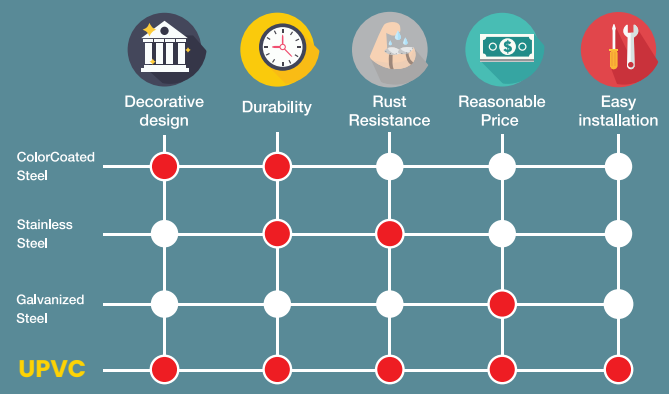 Decorative
design
Durability
Rust
Resistance
Reasonable
Price
Easy
installation
ColorCoated
Steel
Stainless
Steel
Galvanized
Steel
UPVC